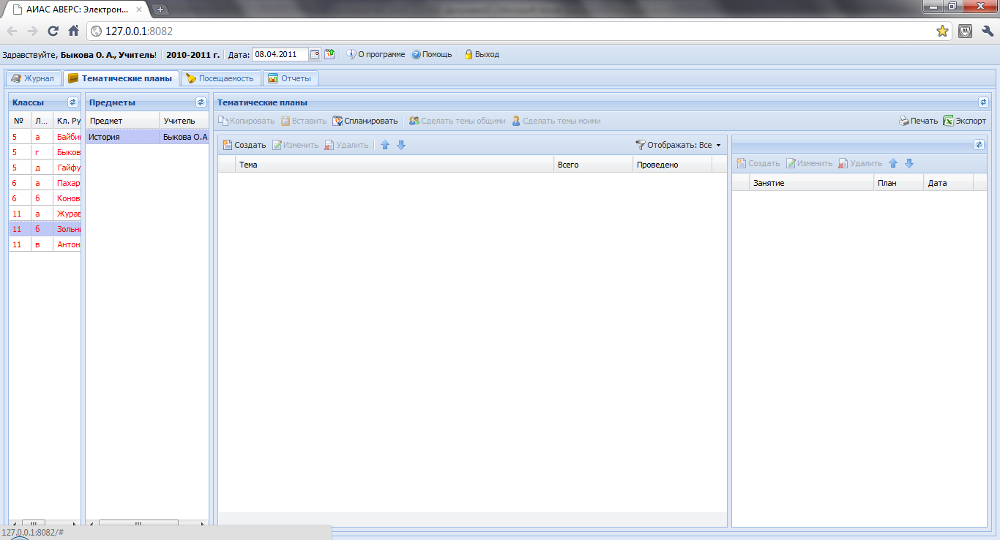 АИАС АВЕРС: Электрон...
127.0.0.1:8082
Здравствуйте, Быкова О. А., Учитель! 2010-2011 г. Дата: 08.04.2011 О программе Помощь Выход
Журнал Тематические планы Посещаемость Отчеты
Классы Предметы Тематические планы
№ Л... Кл. Ру Предмет Учитель Копировать Вставить Спланировать Сделать темы общими Сделать темы моими Печать Экспорт
5 а Байби История Быкова О.А
Создать Изменить Удалить Отображать: Все
5 г Быков
Тема Всего Проведено
Создать Изменить Удалить
5 д Гайфу
6 а Пахар
Занятие План Дата
6 б Конов
11 а Журав
11 б Зольн
11 в Антон
127.0.0.1:8082/#